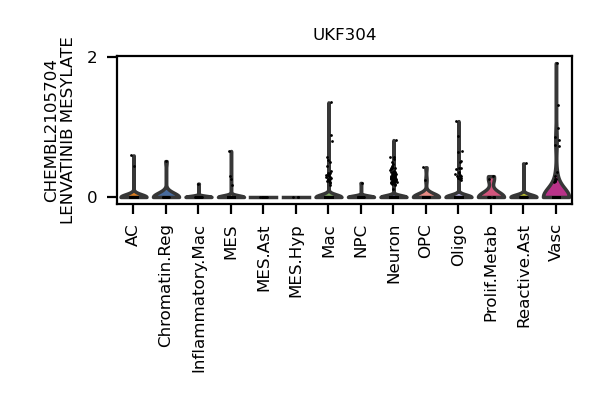 UKF304
CHEMBL2105704
LENVATINIB MESYLATE
2
0
AC
Chromatin.Reg
Inflammatory.Mac
MES
MES.Ast
MES.Hyp
Mac
NPC
Neuron
OPC
Oligo
Prolif.Metab
Reactive.Ast
Vasc